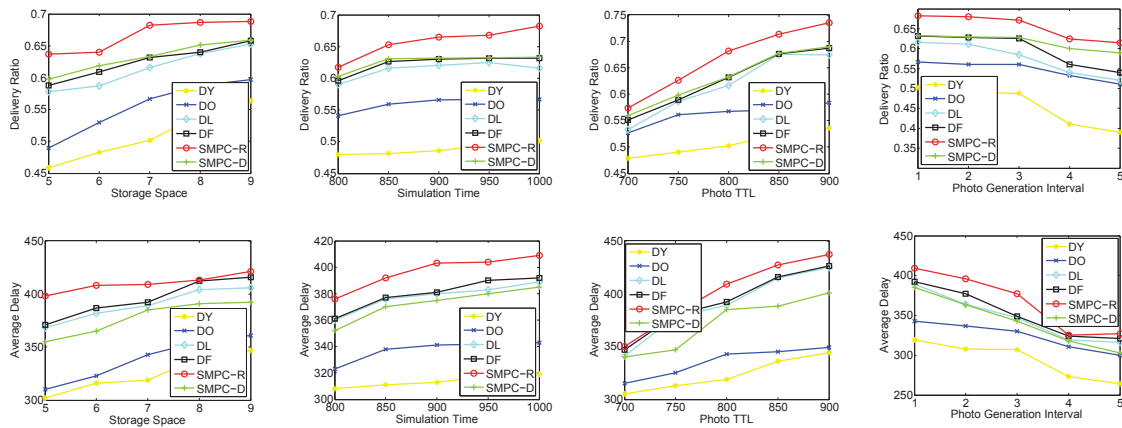 0.7
0.65
0.6
0.55
0.5
0.45
Delivery Ratio
5 6 7 8 9
Storage Space
DY
DO
DL
DF
SMPC-R
SMPC-D
0.7
0.65
0.6
0.55
0.5
0.45
Delivery Ratio
800 850 900 950 1000
Simulation Time
DY
DO
DL
DF
SMPC-R
SMPC-D
0.75
0.7
0.65
0.6
0.55
0.5
0.45
Delivery Ratio
700 750 800 850 900
Photo TTL
DY
DO
DL
DF
SMPC-R
SMPC-D
0.65
0.6
0.55
0.5
0.45
0.4
0.35
Delivery Ratio
1 2 3 4 5
Photo Generation Interval
DY
DO
DL
DF
SMPC-R
SMPC-D
450
400
350
300
Average Delay
5 6 7 8 9
Storage Space
DY
DO
DL
DF
SMPC-R
SMPC-D
420
400
380
360
340
320
300
Average Delay
800 850 900 950 1000
Simulation Time
DY
DO
DL
DF
SMPC-R
SMPC-D
450
400
350
300
Average Delay
700 750 800 850 900
Photo TTL
DY
DO
DL
DF
SMPC-R
SMPC-D
450
400
350
300
250
Average Delay
1 2 3 4 5
Photo Generation Interval
DY
DO
DL
DF
SMPC-R
SMPC-D